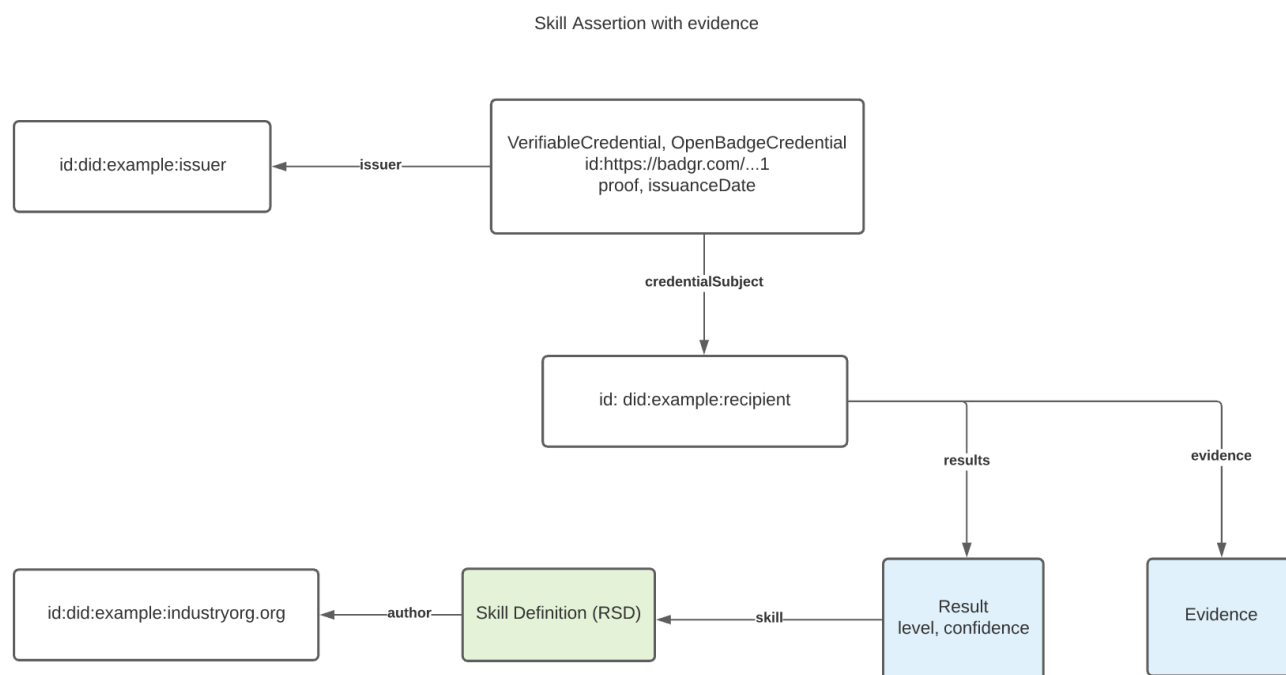 Skill Assertion with evidence
VerifiableCredential, OpenBadgeCredential
id:https://badgr.com/...1
proof, issuanceDate
issuer
id:did:example:issuer
credentialSubject
id: did:example:recipient
results
evidence
id:did:example:industryorg.org
author
Skill Definition (RSD)
skill
Result
level, confidence
Evidence